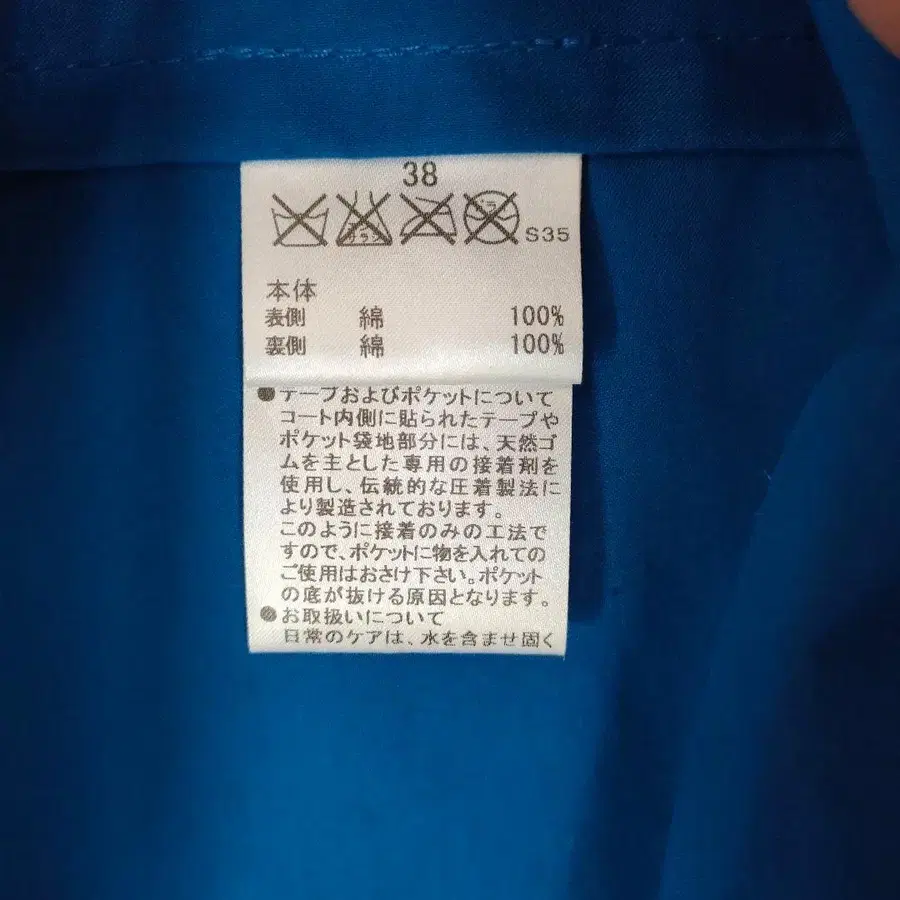 38
S35
本体
表側 綿 100%
裏側 綿 100%
●テープおよびポケットについて
コート内側に貼られたテープや
ポケット袋地部分には、天然ゴ
ムを主とした専用の接着剤を
使用し、伝統的な圧着製法に
より製造されております。
このように接着のみの工法で
すので、ポケットに物を入れての
ご使用はおさけ下さい。ポケット
の底が抜ける原因となります。
●お取扱いについて
日常のケアは、水を含ませ固く